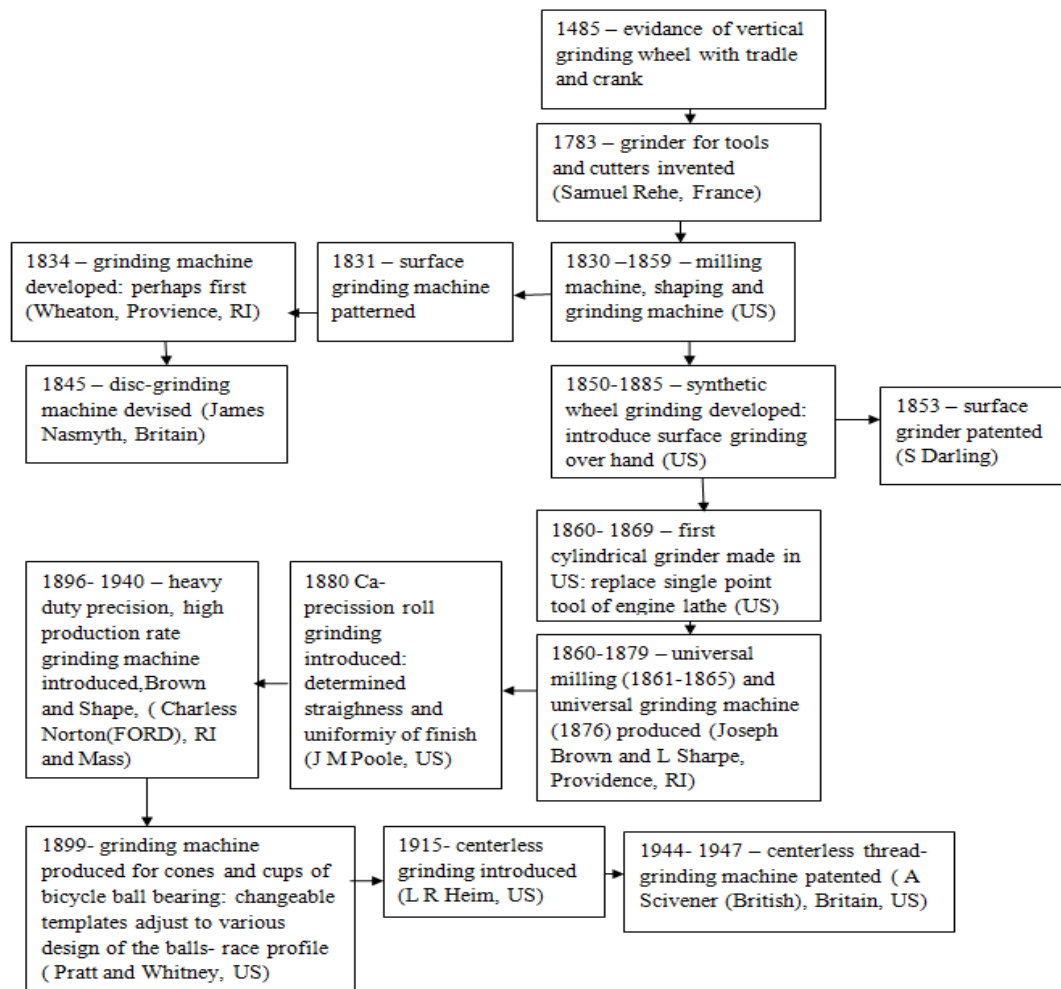 1485 – evidance of vertical
grinding wheel with tradle
and crank
1783 – grinder for tools
and cutters invented
(Samuel Rehe, France)
1830 –1859 – milling
machine, shaping and
grinding machine (US)
1831 – surface
grinding machine
patterned
1834 – grinding machine
developed: perhaps first
(Wheaton, Provience, RI)
1845 – disc-grinding
machine devised (James
Nasmyth, Britain)
1850-1885 – synthetic
wheel grinding developed:
introduce surface grinding
over hand (US)
1853 – surface
grinder patented
(S Darling)
1860- 1869 – first
cylindrical grinder made in
US: replace single point
tool of engine lathe (US)
1860-1879 – universal
milling (1861-1865) and
universal grinding machine
(1876) produced (Joseph
Brown and L Sharpe,
Providence, RI)
1880 Ca-
precission roll
grinding
introduced:
determined
straighness and
uniformiy of finish
(J M Poole, US)
1896- 1940 – heavy
duty precision, high
production rate
grinding machine
introduced,Brown
and Shape, ( Charless
Norton(FORD), RI
and Mass)
1899- grinding machine
produced for cones and cups of
bicycle ball bearing: changeable
templates adjust to various
design of the balls- race profile
( Pratt and Whitney, US)
1915- centerless
grinding introduced
(L R Heim, US)
1944- 1947 – centerless thread-
grinding machine patented ( A
Scivener (British), Britain, US)